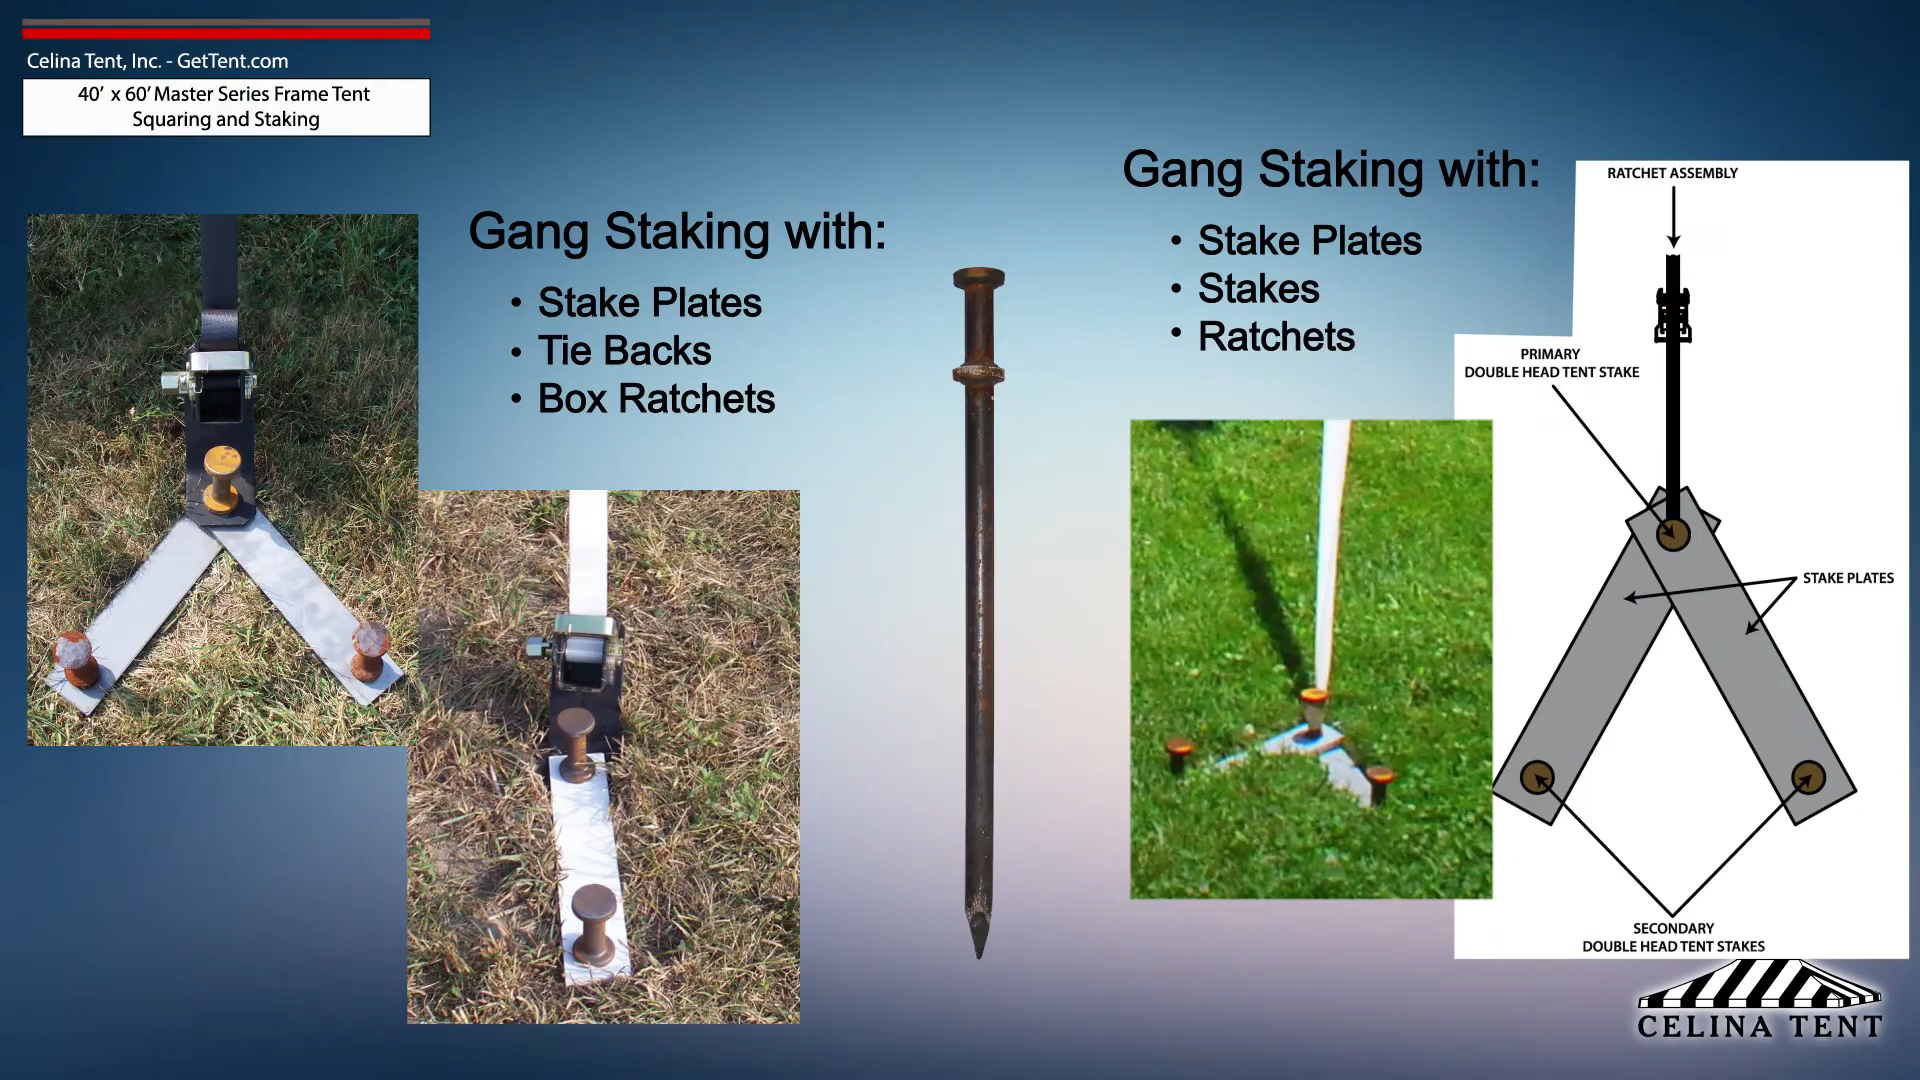 Celina Tent, Inc. - GetTent.com
40' x 60' Master Series Frame Tent
Squaring and Staking
Gang Staking with:
• Stake Plates
• Tie Backs
• Box Ratchets
Gang Staking with:
• Stake Plates
• Stakes
• Ratchets
RATCHET ASSEMBLY
PRIMARY
DOUBLE HEAD TENT STAKE
STAKE PLATES
SECONDARY
DOUBLE HEAD TENT STAKES
CELINA TENT